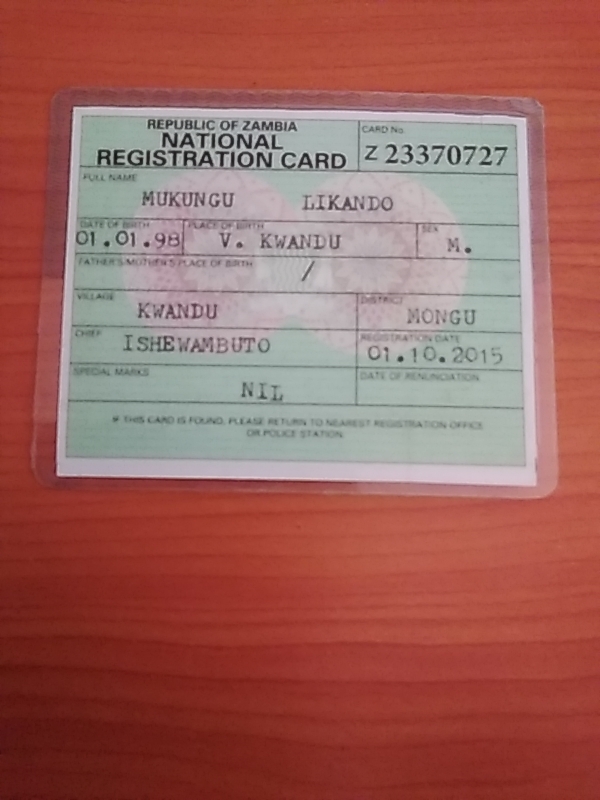 REPUBLIC OF ZAMBIA
NATIONAL
REGISTRATION CARD
CARD No.
Z 23370727
FULL NAME
MUKUNGU LIKANDO
DATE OF BIRTH PLACE OF BIRTH SEX
01.01.98 V. KWANDU M.
FATHER'S/MOTHER'S PLACE OF BIRTH
/
VILLAGE DISTRICT
KWANDU MONGU
CHIEF REGISTRATION DATE
ISHEWAMBUTO 01.10.2015
SPECIAL MARKS DATE OF RENUNCIATION
NIL
IF THIS CARD IS FOUND, PLEASE RETURN TO NEAREST REGISTRATION OFFICE
OR POLICE STATION